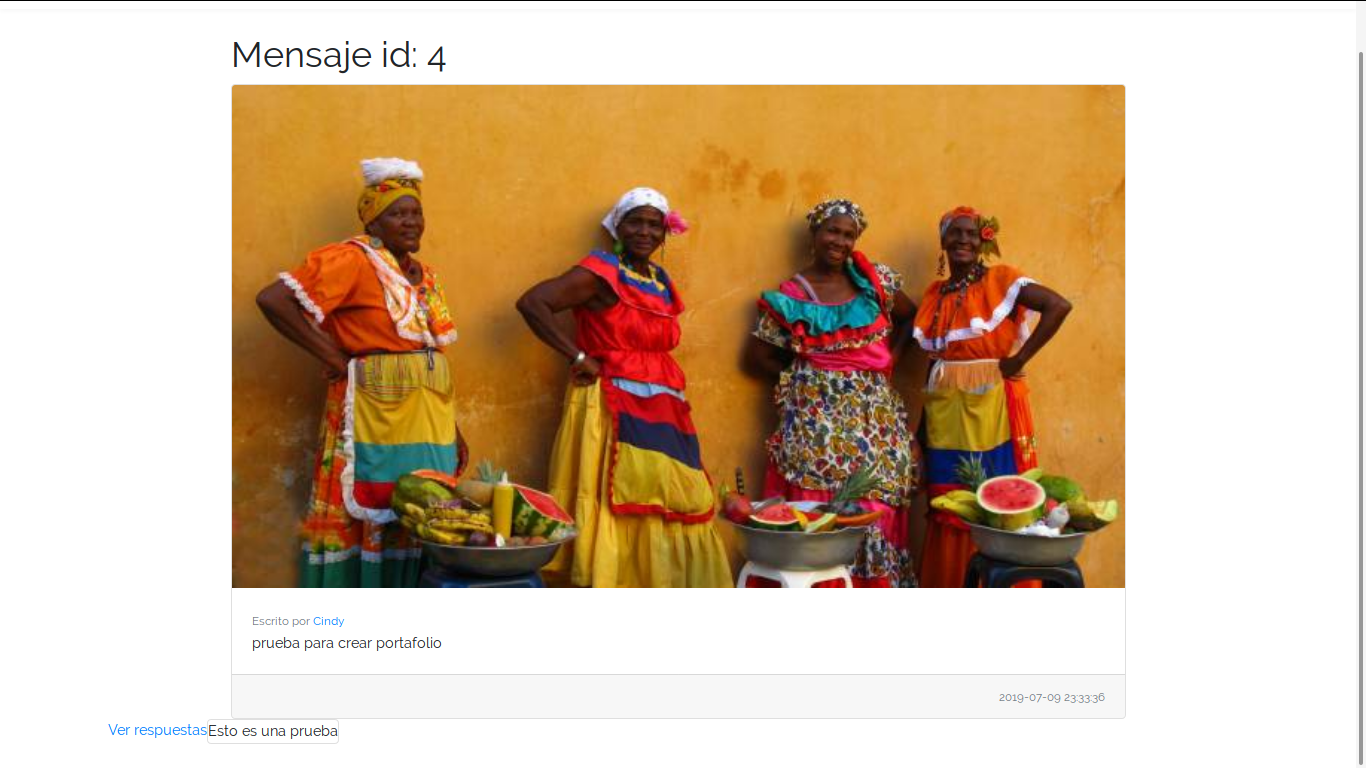 Mensaje id: 4
Escrito por Cindy
prueba para crear portafolio
2019-07-09 23:33:36
Ver respuestas Esto es una prueba